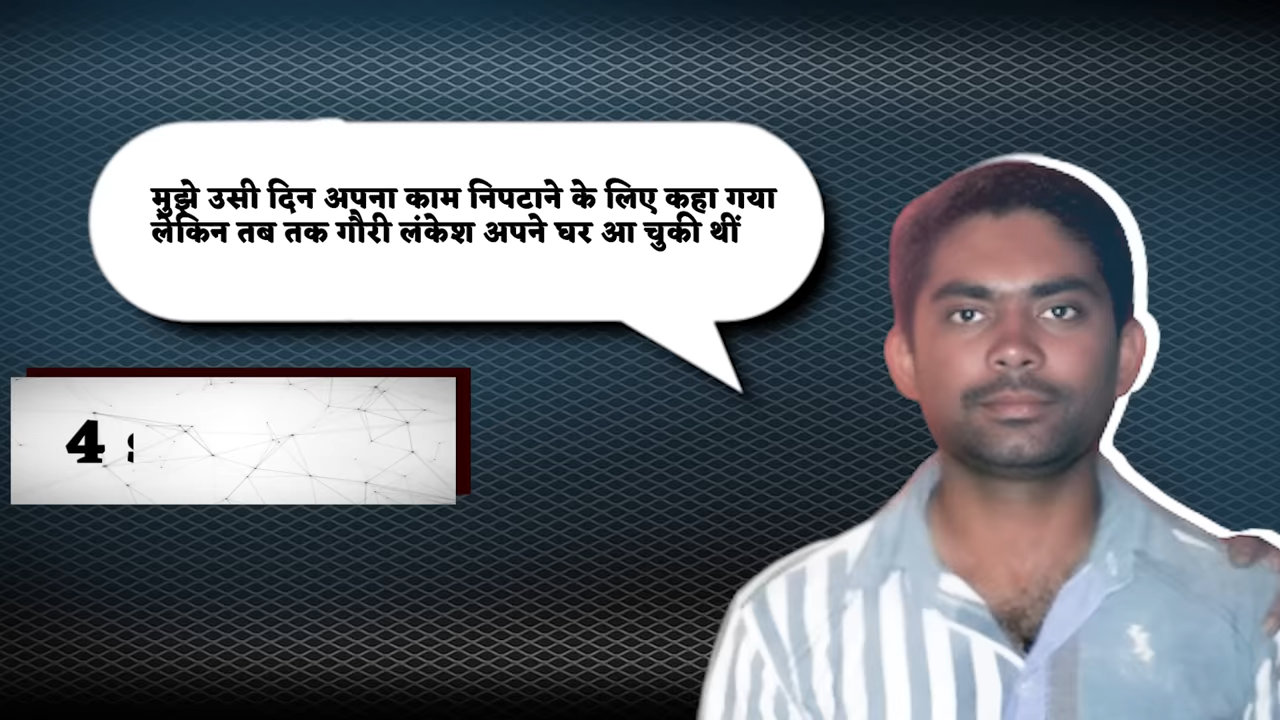 मुझे उसी दिन अपना काम निपटाने के लिए कहा गया
लेकिन तब तक गौरी लंकेश अपने घर आ चुकी थीं
4